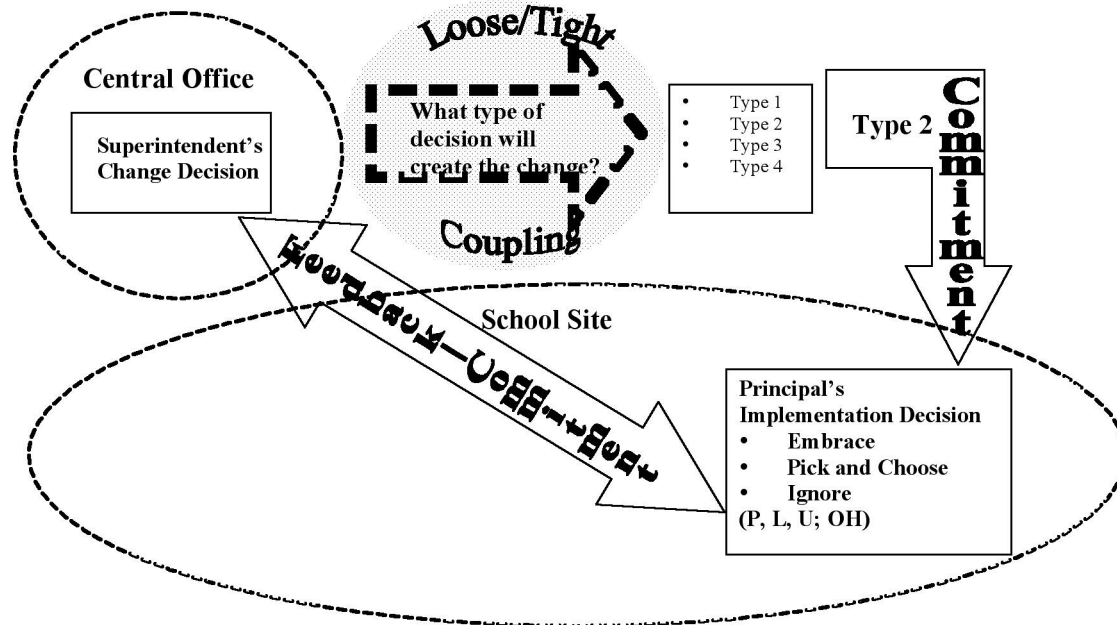 Central Office
Superintendent's
Change Decision
Loose/Tight
What type of
decision will
create the change?
Coupling
• Type 1
• Type 2
• Type 3
• Type 4
Type 2
Commitment
Feedback/Commitment
School Site
Principal's
Implementation Decision
• Embrace
• Pick and Choose
• Ignore
(P, L, U; OH)